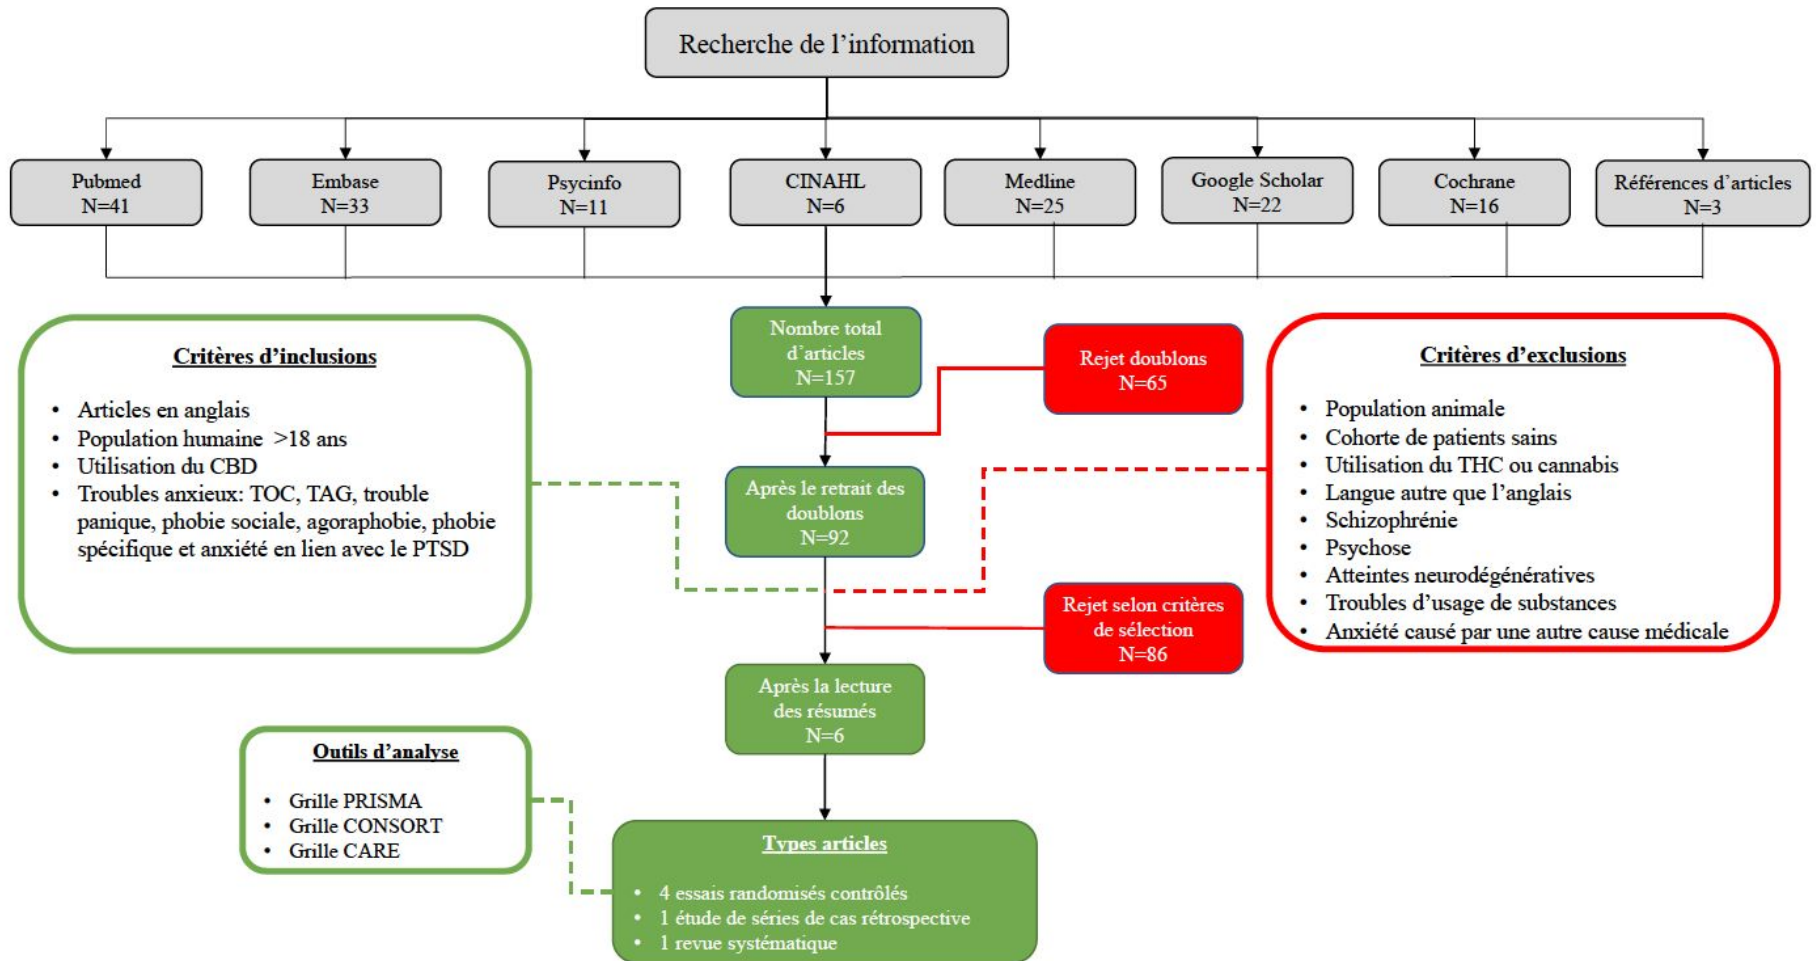 Recherche de l’information
Pubmed
N=41
Embase
N=33
Psycinfo
N=11
CINAHL
N=6
Medline
N=25
Google Scholar
N=22
Cochrane
N=16
Références d’articles
N=3
Nombre total
d’articles
N=157
Rejet doublons
N=65
Critères d’inclusions
• Articles en anglais
• Population humaine >18 ans
• Utilisation du CBD
• Troubles anxieux: TOC, TAG, trouble
panique, phobie sociale, agoraphobie, phobie
spécifique et anxiété en lien avec le PTSD
Critères d’exclusions
• Population animale
• Cohorte de patients sains
• Utilisation du THC ou cannabis
• Langue autre que l’anglais
• Schizophrénie
• Psychose
• Atteintes neurodégénératives
• Troubles d’usage de substances
• Anxiété causé par une autre cause médicale
Après le retrait des
doublons
N=92
Rejet selon critères
de sélection
N=86
Après la lecture
des résumés
N=6
Outils d’analyse
• Grille PRISMA
• Grille CONSORT
• Grille CARE
Types articles
• 4 essais randomisés contrôlés
• 1 étude de séries de cas rétrospective
• 1 revue systématique